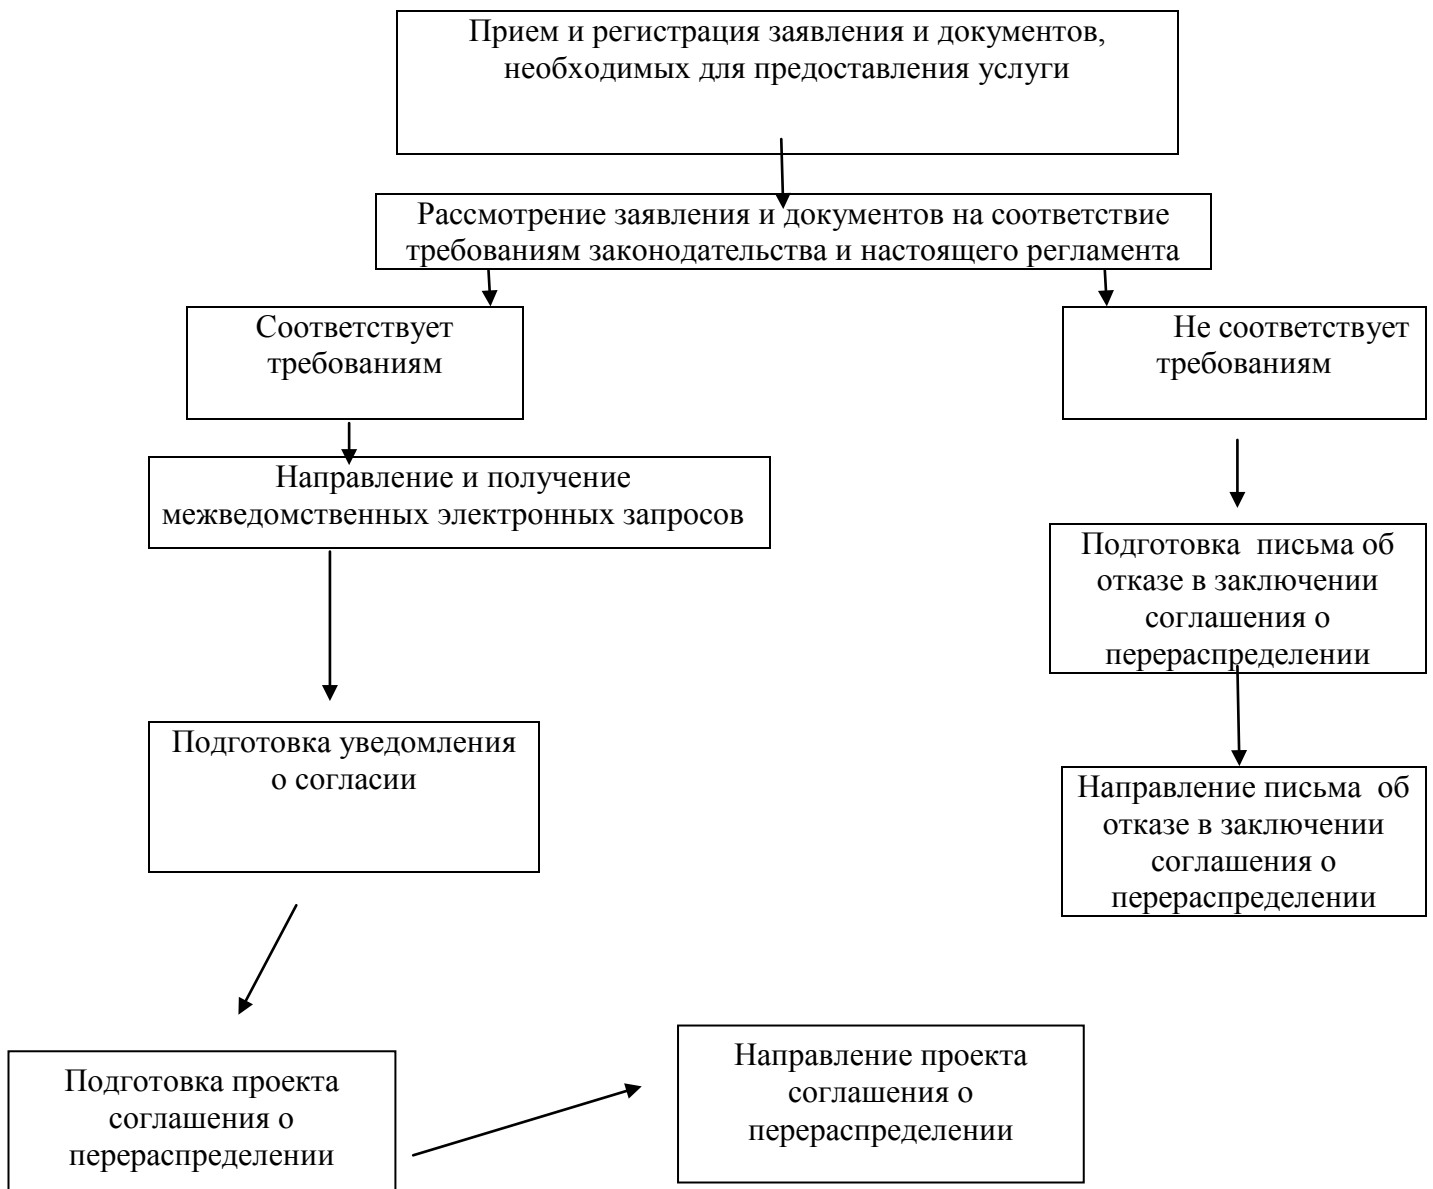 Прием и регистрация заявления и документов,
необходимых для предоставления услуги
Рассмотрение заявления и документов на соответствие
требованиям законодательства и настоящего регламента
Соответствует
требованиям
Не соответствует
требованиям
Направление и получение
межведомственных электронных запросов
Подготовка письма об
отказе в заключении
соглашения о
перераспределении
Подготовка уведомления
о согласии
Направление письма об
отказе в заключении
соглашения о
перераспределении
Подготовка проекта
соглашения о
перераспределении
Направление проекта
соглашения о
перераспределении